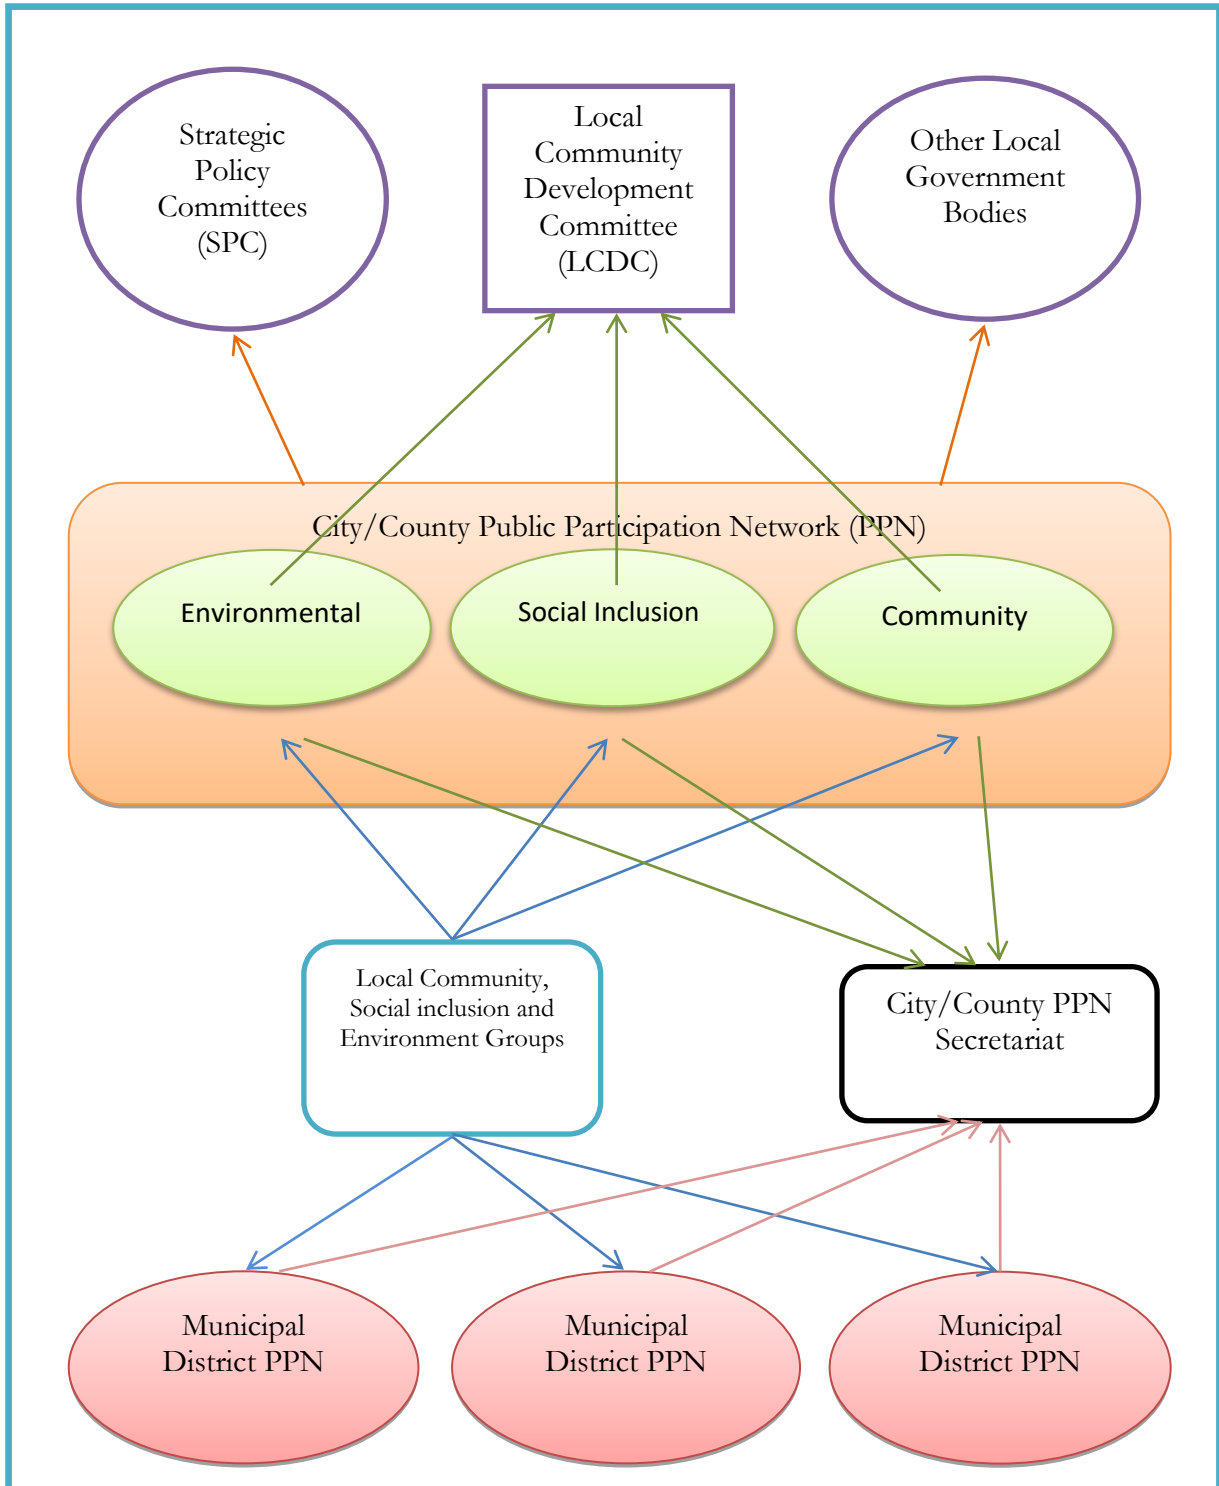 Strategic
Policy
Committees
(SPC)
Local
Community
Development
Committee
(LCDC)
Other Local
Government
Bodies
City/County Public Participation Network (PPN)
Environmental
Social Inclusion
Community
Local Community,
Social inclusion and
Environment Groups
City/County PPN
Secretariat
Municipal
District PPN
Municipal
District PPN
Municipal
District PPN